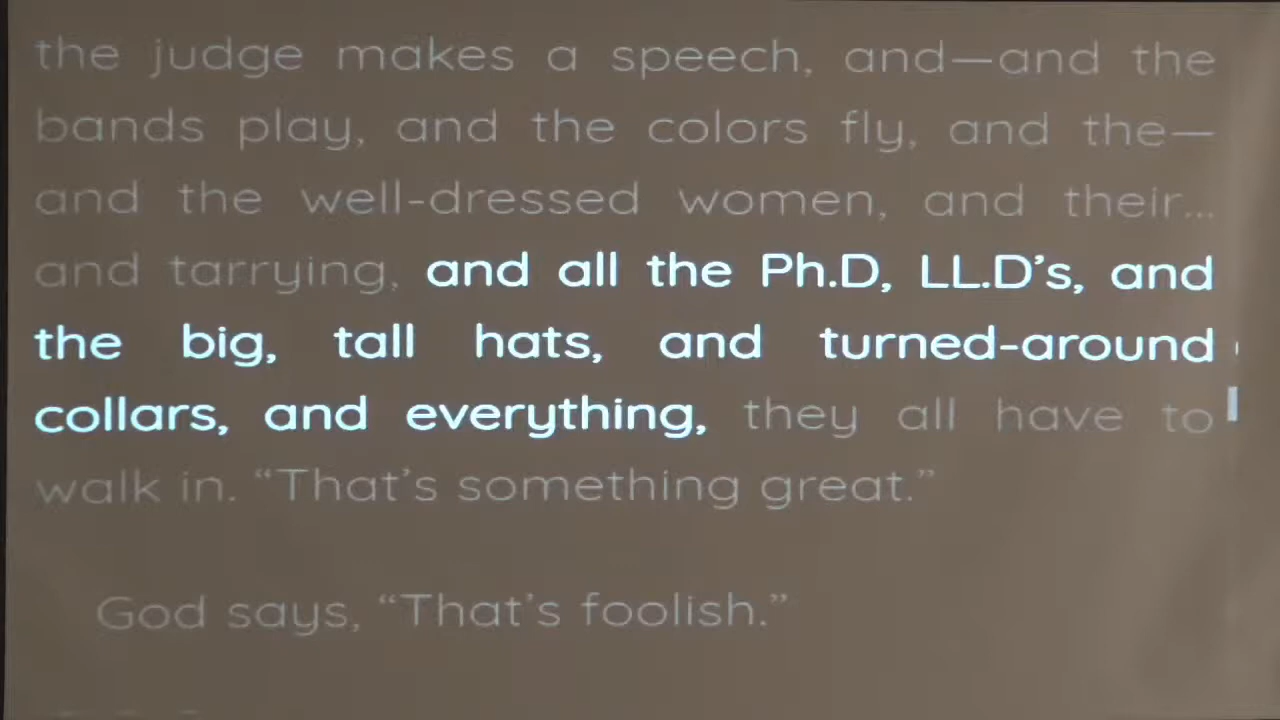 the judge makes a speech, and—and the
bands play, and the colors fly, and the—
and the well-dressed women, and their...
and tarrying, and all the Ph.D, LL.D's, and
the big, tall hats, and turned-around
collars, and everything, they all have to
walk in. “That’s something great.”
God says, “That’s foolish.”